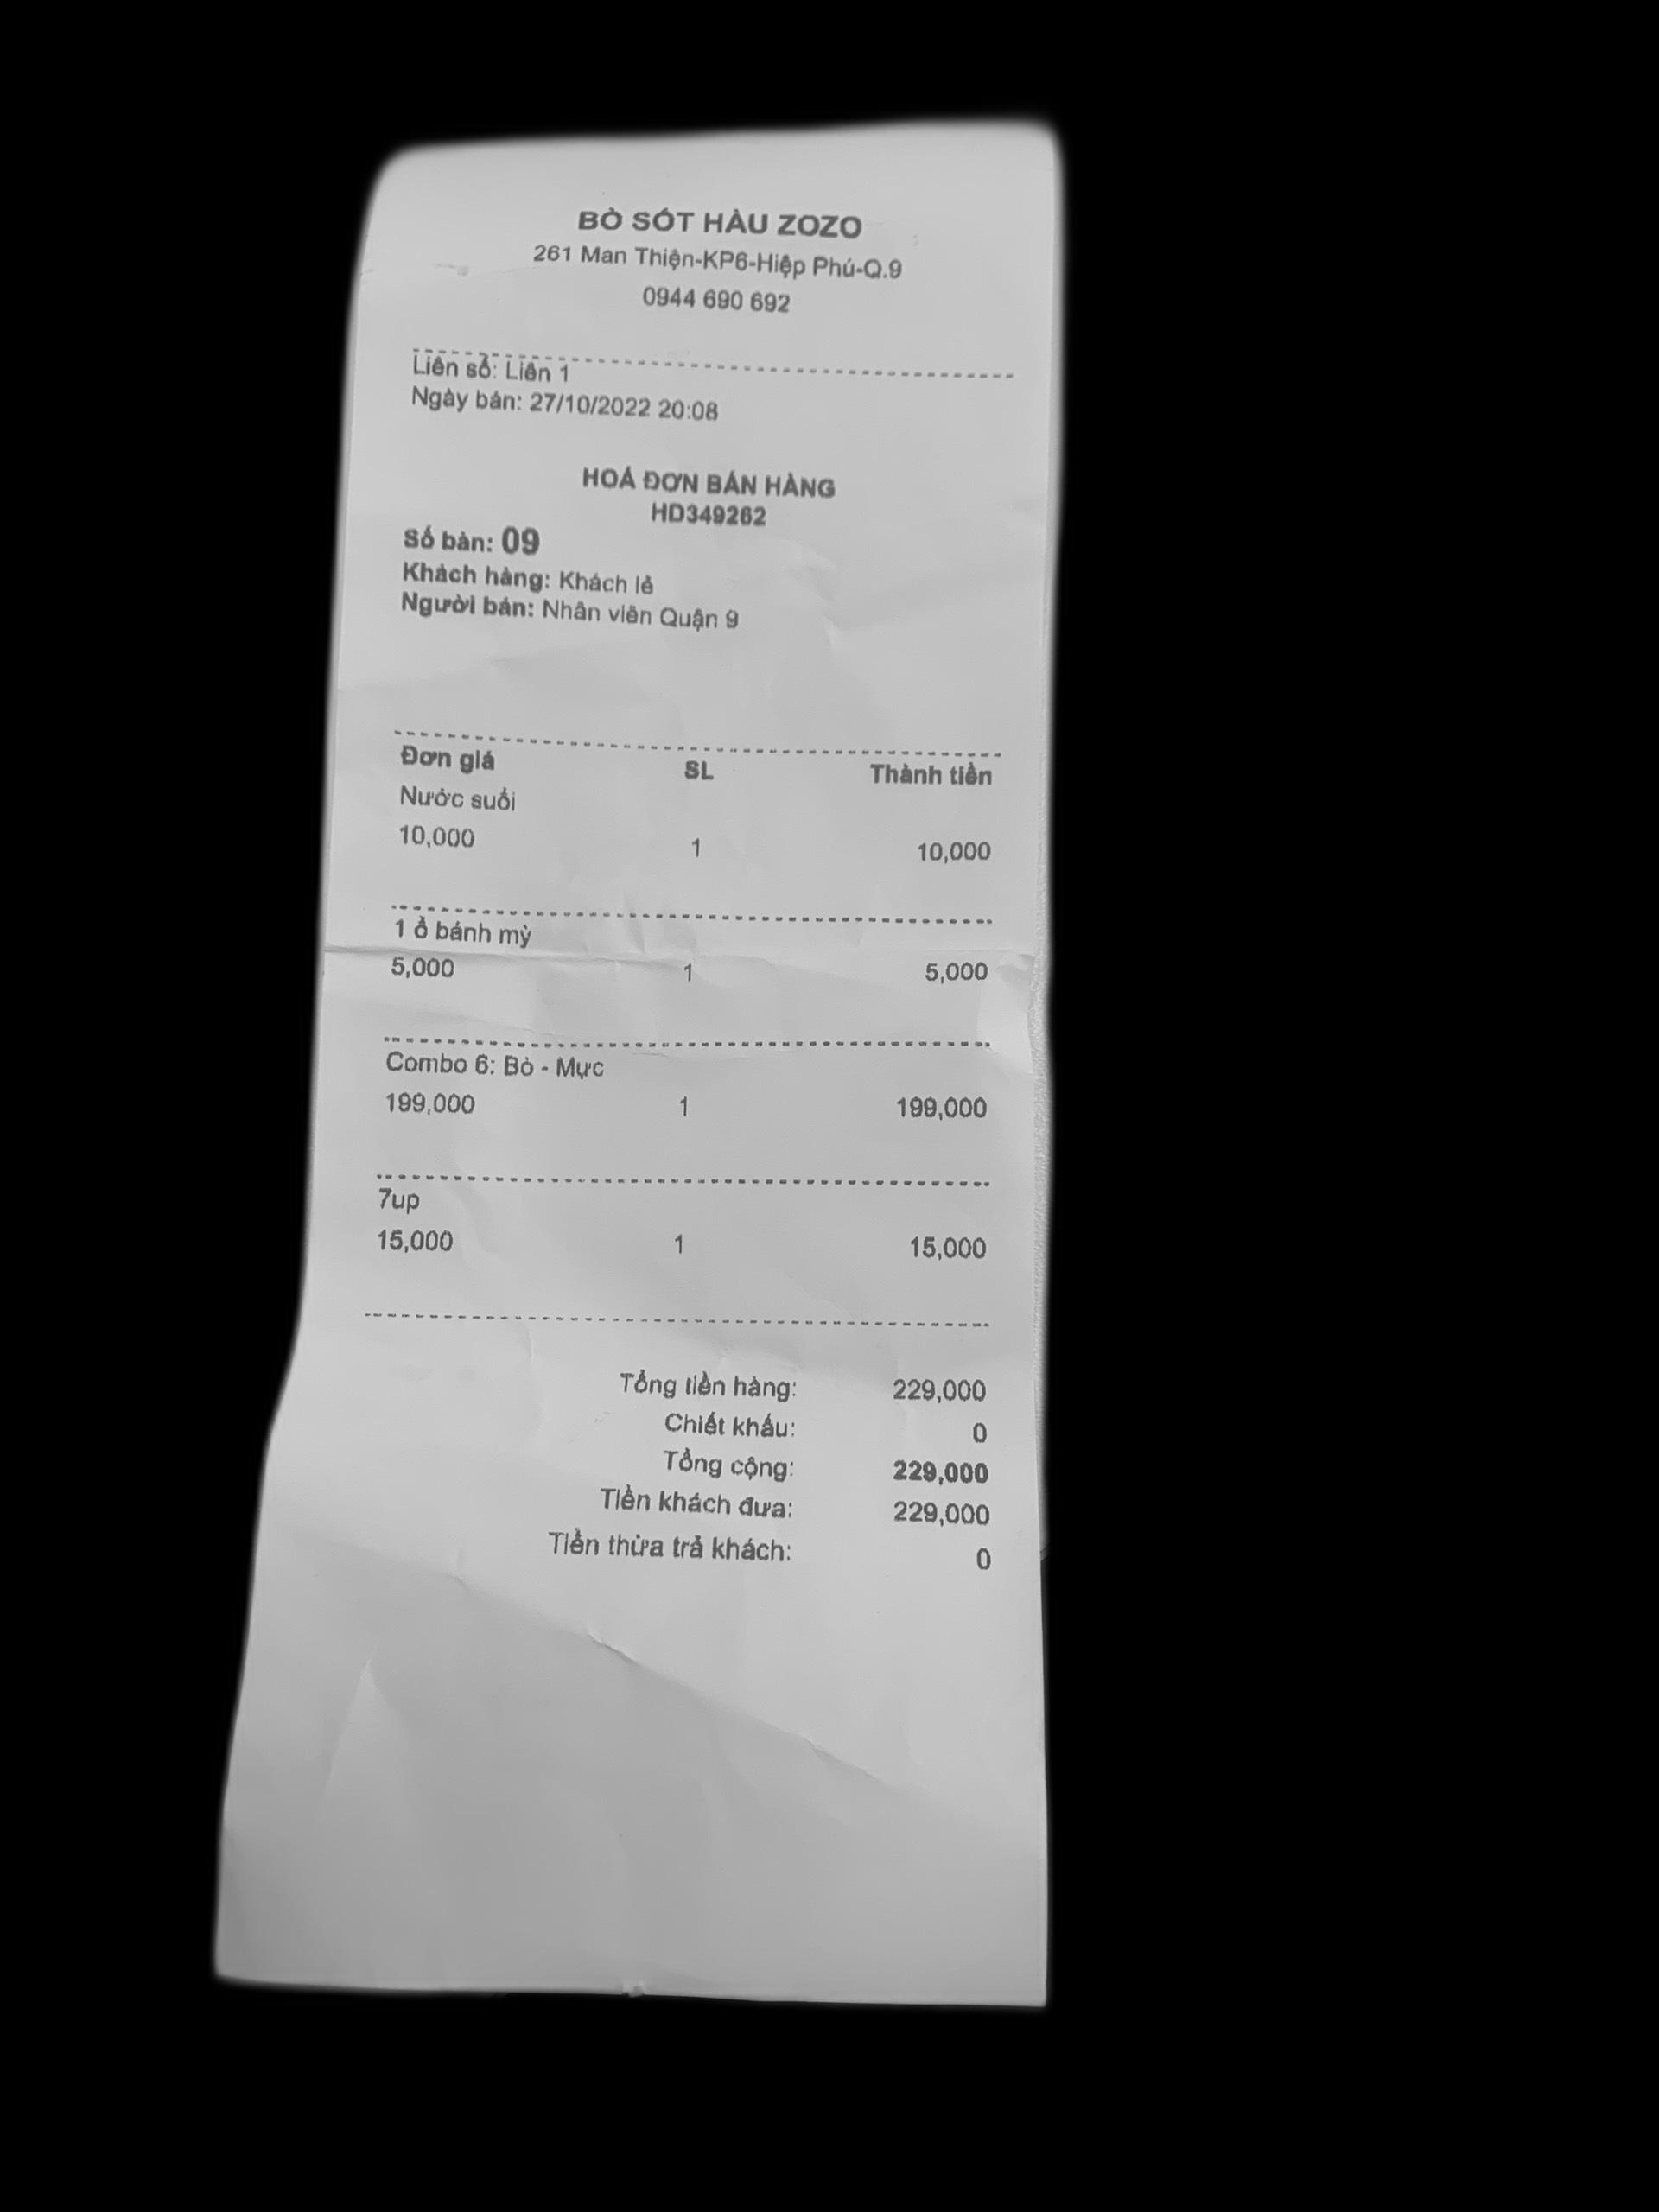 BÒ SỐT HÀU ZOZO
261 Man Thiện-KP6-Hiệp Phú-Q.9
0944 690 692
Liên số: Liên 1
Ngày bán: 27/10/2022 20:08
HOÁ ĐƠN BÁN HÀNG
HD349262
Số bàn: 09
Khách hàng: Khách lẻ
Người bán: Nhân viên Quận 9
Đơn giá SL Thành tiền
Nước suối
10,000 1 10,000
1 ổ bánh mỳ
5,000 1 5,000
Combo 6: Bò - Mực
199,000 1 199,000
7up
15,000 1 15,000
Tổng tiền hàng: 229,000
Chiết khấu: 0
Tổng cộng: 229,000
Tiền khách đưa: 229,000
Tiền thừa trả khách: 0